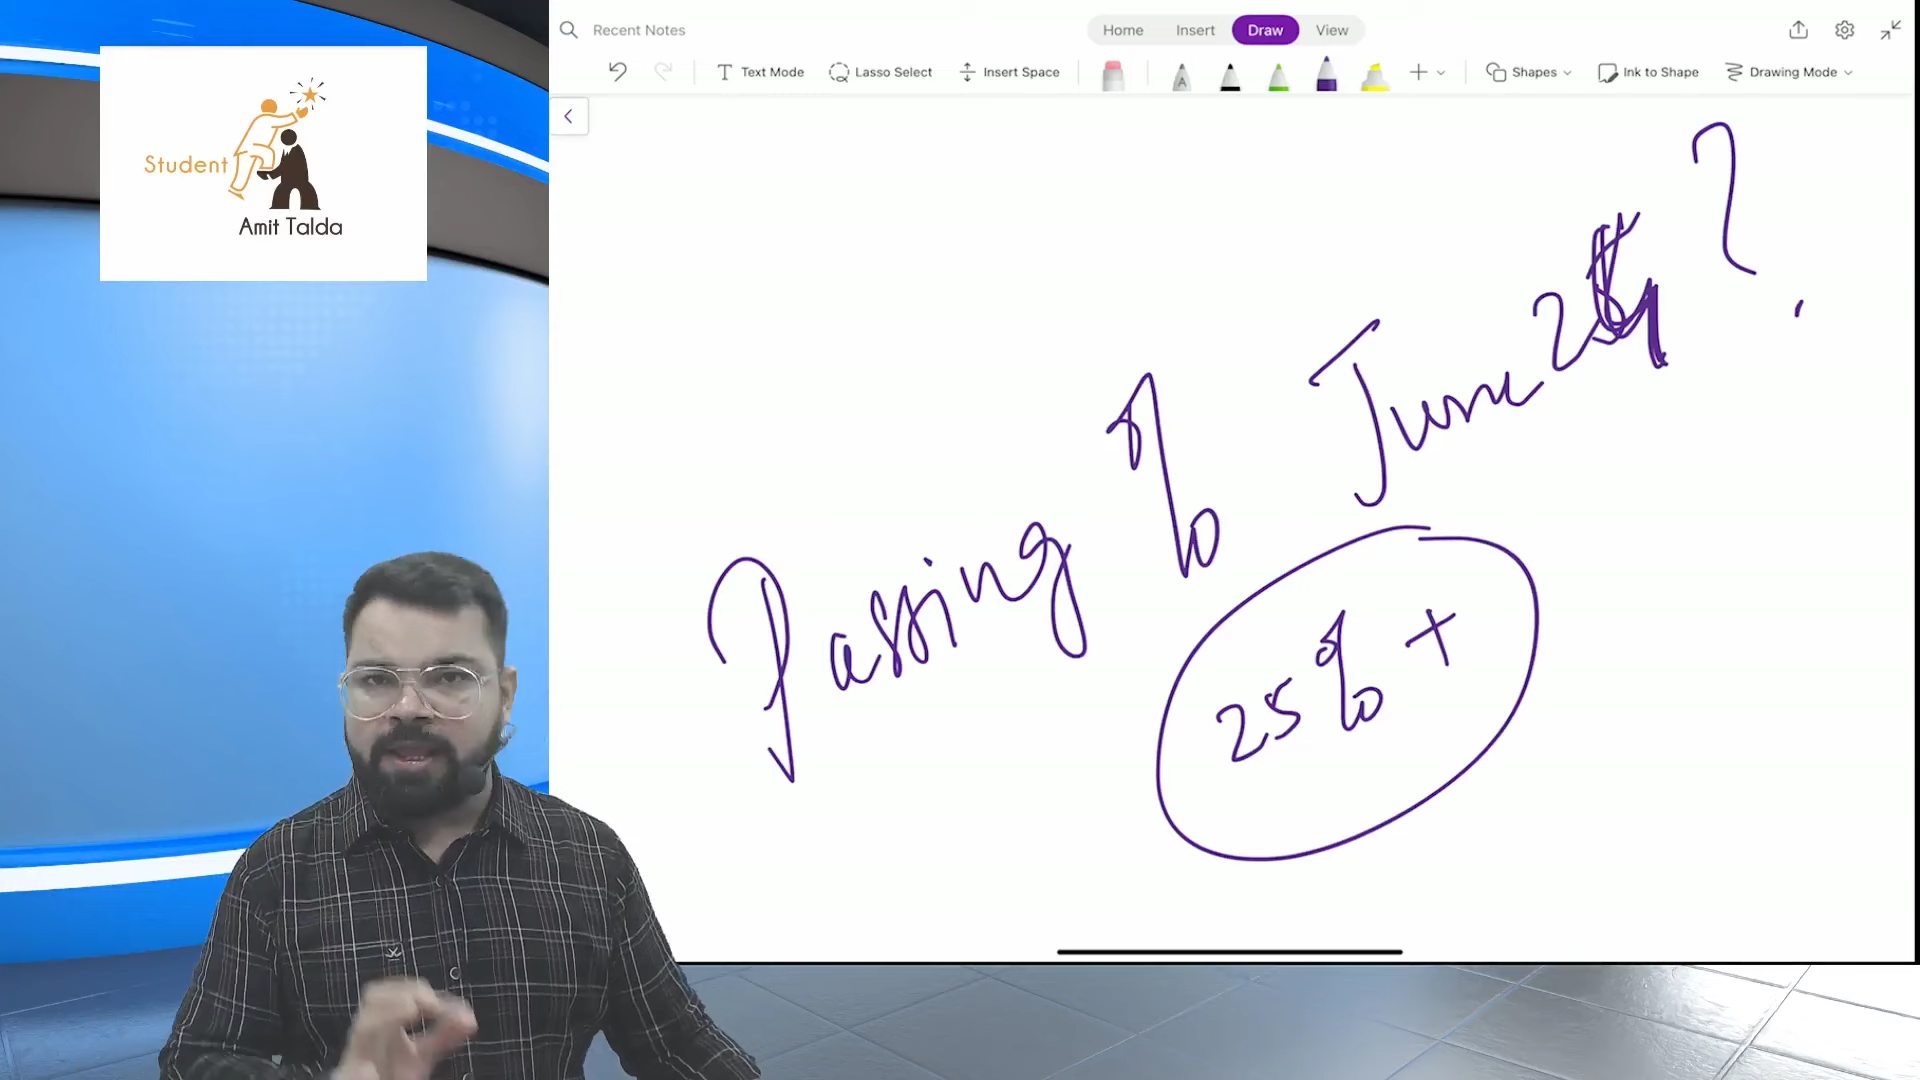 Recent Notes
Home Insert Draw View
Text Mode Lasso Select Insert Space Shapes Ink to Shape Drawing Mode
Student
Amit Talda
Passing % June 24 ?
25 % +